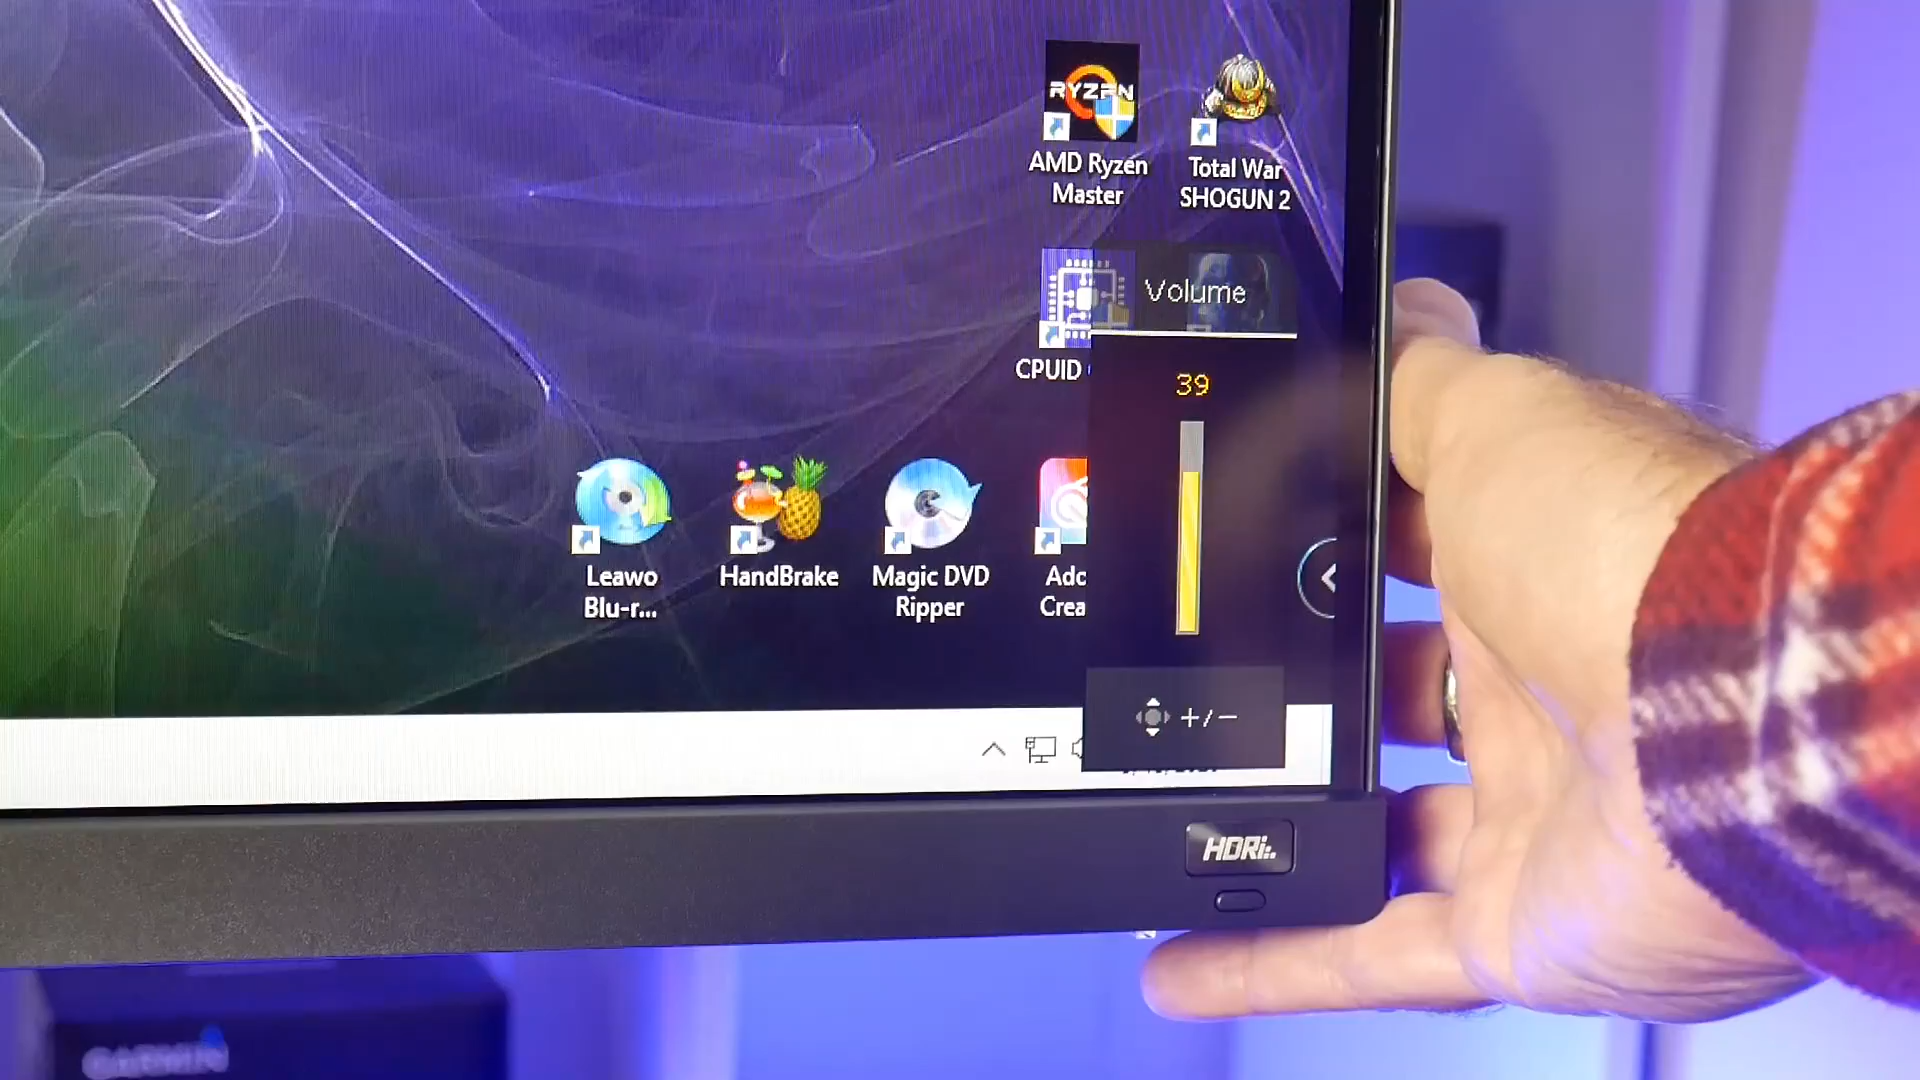 RYZEN
AMD Ryzen
Master
Total War
SHOGUN 2
Volume
CPUID
39
Leawo
Blu-r...
HandBrake
Magic DVD
Ripper
Adc
Crea
+/-
HDRi
GARMIN